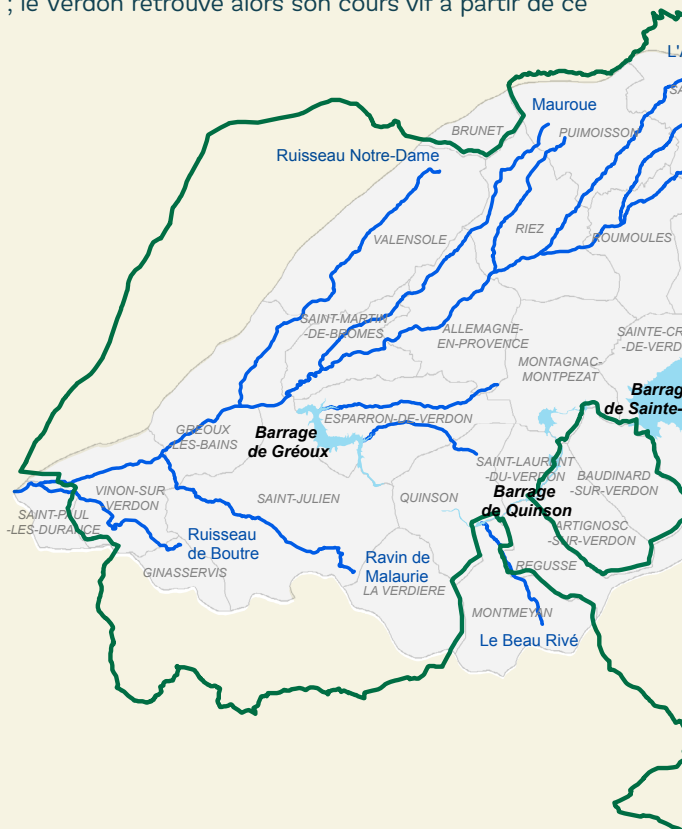 ; le Verdon retrouve alors son cours vif à partir de ce
L'A
SA
Mauroue
BRUNET
PUIMOISSON
Ruisseau Notre-Dame
RIEZ
VALENSOLE
ROUMOULES
SAINT-MARTIN
-DE-BROMES
ALLEMAGNE-
EN-PROVENCE
SAINTE-CR
-DE-VERD
MONTAGNAC-
MONTPEZAT
Barrag
de Sainte-
ESPARRON-DE-VERDON
GREOUX
-LES-BAINS
Barrage
de Gréoux
SAINT-LAURENT
-DU-VERDON
BAUDINARD
-SUR-VERDON
VINON-SUR
VERDON
SAINT-JULIEN
QUINSON
Barrage
de Quinson
SAINT-PAUL
-LES-DURANCE
ARTIGNOSC
-SUR-VERDON
Ruisseau
de Boutre
Ravin de
Malaurie
REGUSSE
GINASSERVIS
LA VERDIERE
MONTMEYAN
Le Beau Rivé